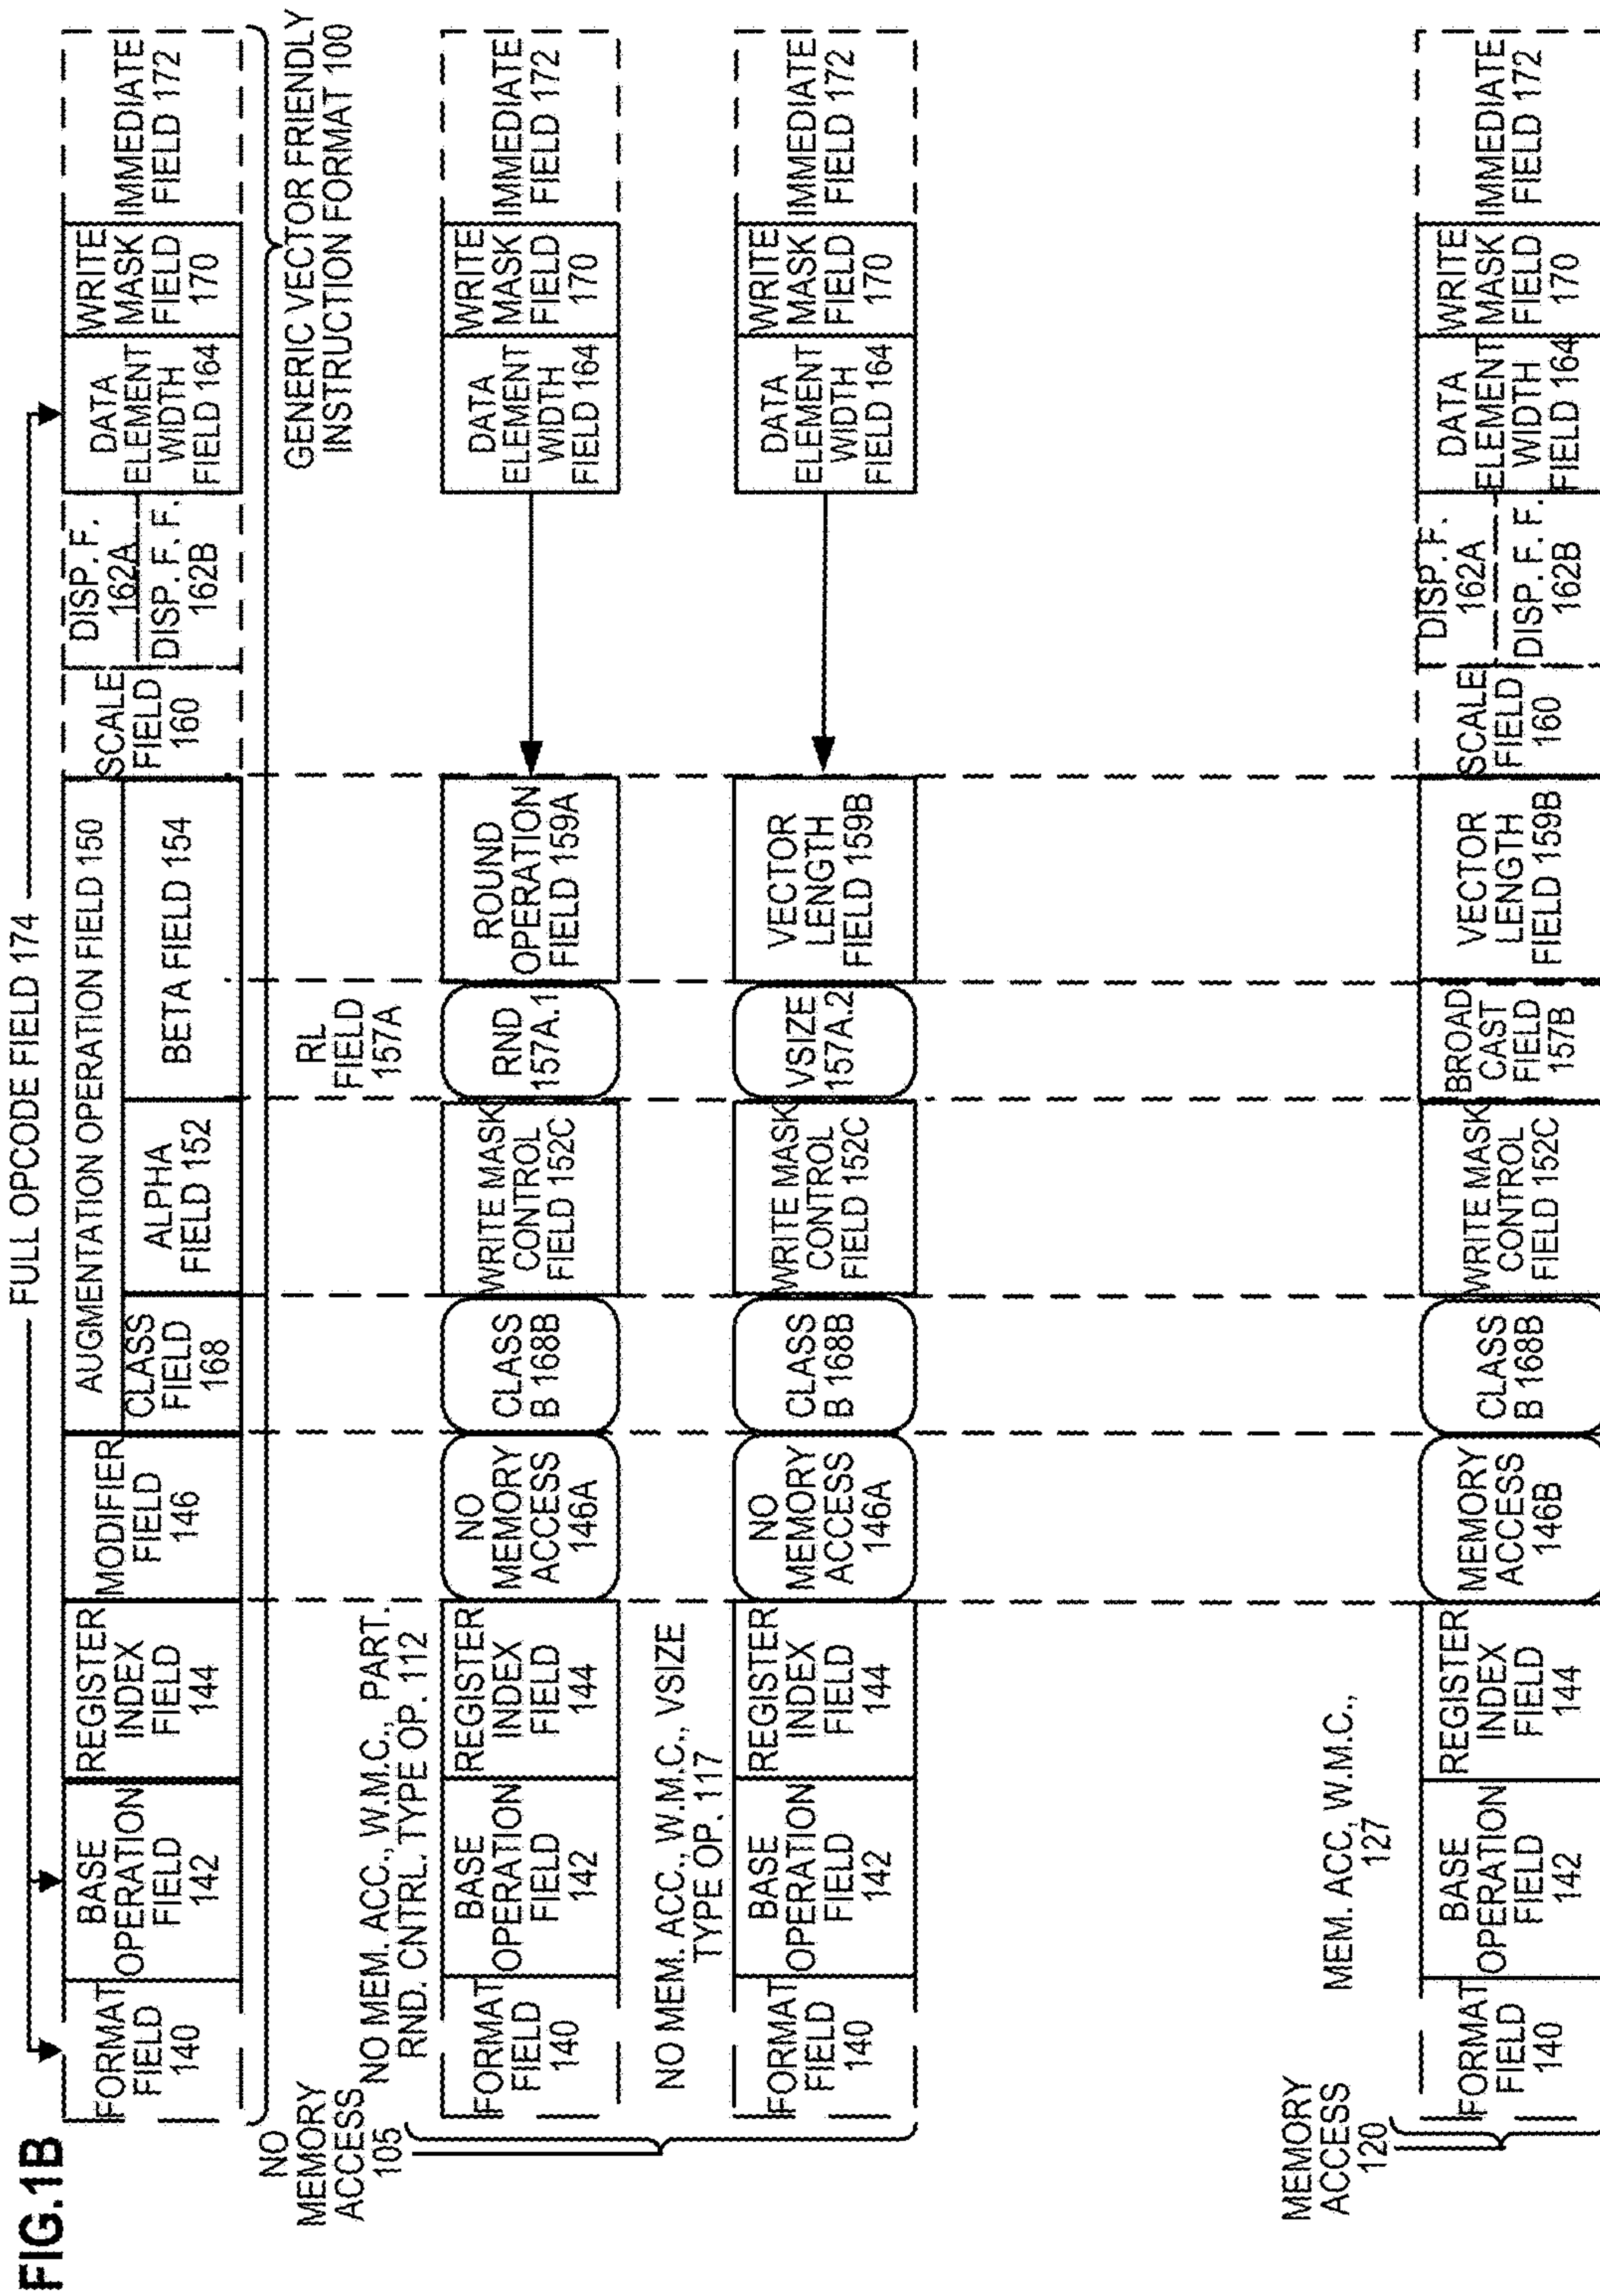 FIG.1B
FULL OPCODE FIELD 174
FORMAT
FIELD
140
BASE
OPERATION
FIELD
142
REGISTER
INDEX
FIELD
144
MODIFIER
FIELD
146
AUGMENTATION OPERATION FIELD 150
CLASS
FIELD
168
ALPHA
FIELD 152
BETA FIELD 154
SCALE
FIELD
160
DISP. F.
162A
DISP. F. F.
162B
DATA
ELEMENT
WIDTH
FIELD 164
WRITE
MASK
FIELD
170
IMMEDIATE
FIELD 172
GENERIC VECTOR FRIENDLY
INSTRUCTION FORMAT 100
NO
MEMORY
ACCESS
105
NO MEM. ACC., W.M.C., PART.
RND. CNTRL. TYPE OP. 112
RL
FIELD
157A
FORMAT
FIELD
140
BASE
OPERATION
FIELD
142
REGISTER
INDEX
FIELD
144
NO
MEMORY
ACCESS
146A
CLASS
B 168B
WRITE MASK
CONTROL
FIELD 152C
RND
157A.1
ROUND
OPERATION
FIELD 159A
DATA
ELEMENT
WIDTH
FIELD 164
WRITE
MASK
FIELD
170
IMMEDIATE
FIELD 172
NO MEM. ACC., W.M.C., VSIZE
TYPE OP. 117
FORMAT
FIELD
140
BASE
OPERATION
FIELD
142
REGISTER
INDEX
FIELD
144
NO
MEMORY
ACCESS
146A
CLASS
B 168B
WRITE MASK
CONTROL
FIELD 152C
VSIZE
157A.2
VECTOR
LENGTH
FIELD 159B
DATA
ELEMENT
WIDTH
FIELD 164
WRITE
MASK
FIELD
170
IMMEDIATE
FIELD 172
MEMORY
ACCESS
120
MEM. ACC, W.M.C.,
127
FORMAT
FIELD
140
BASE
OPERATION
FIELD
142
REGISTER
INDEX
FIELD
144
MEMORY
ACCESS
146B
CLASS
B 168B
WRITE MASK
CONTROL
FIELD 152C
BROAD
CAST
FIELD
157B
VECTOR
LENGTH
FIELD 159B
SCALE
FIELD
160
DISP. F.
162A
DISP. F. F.
162B
DATA
ELEMENT
WIDTH
FIELD 164
WRITE
MASK
FIELD
170
IMMEDIATE
FIELD 172